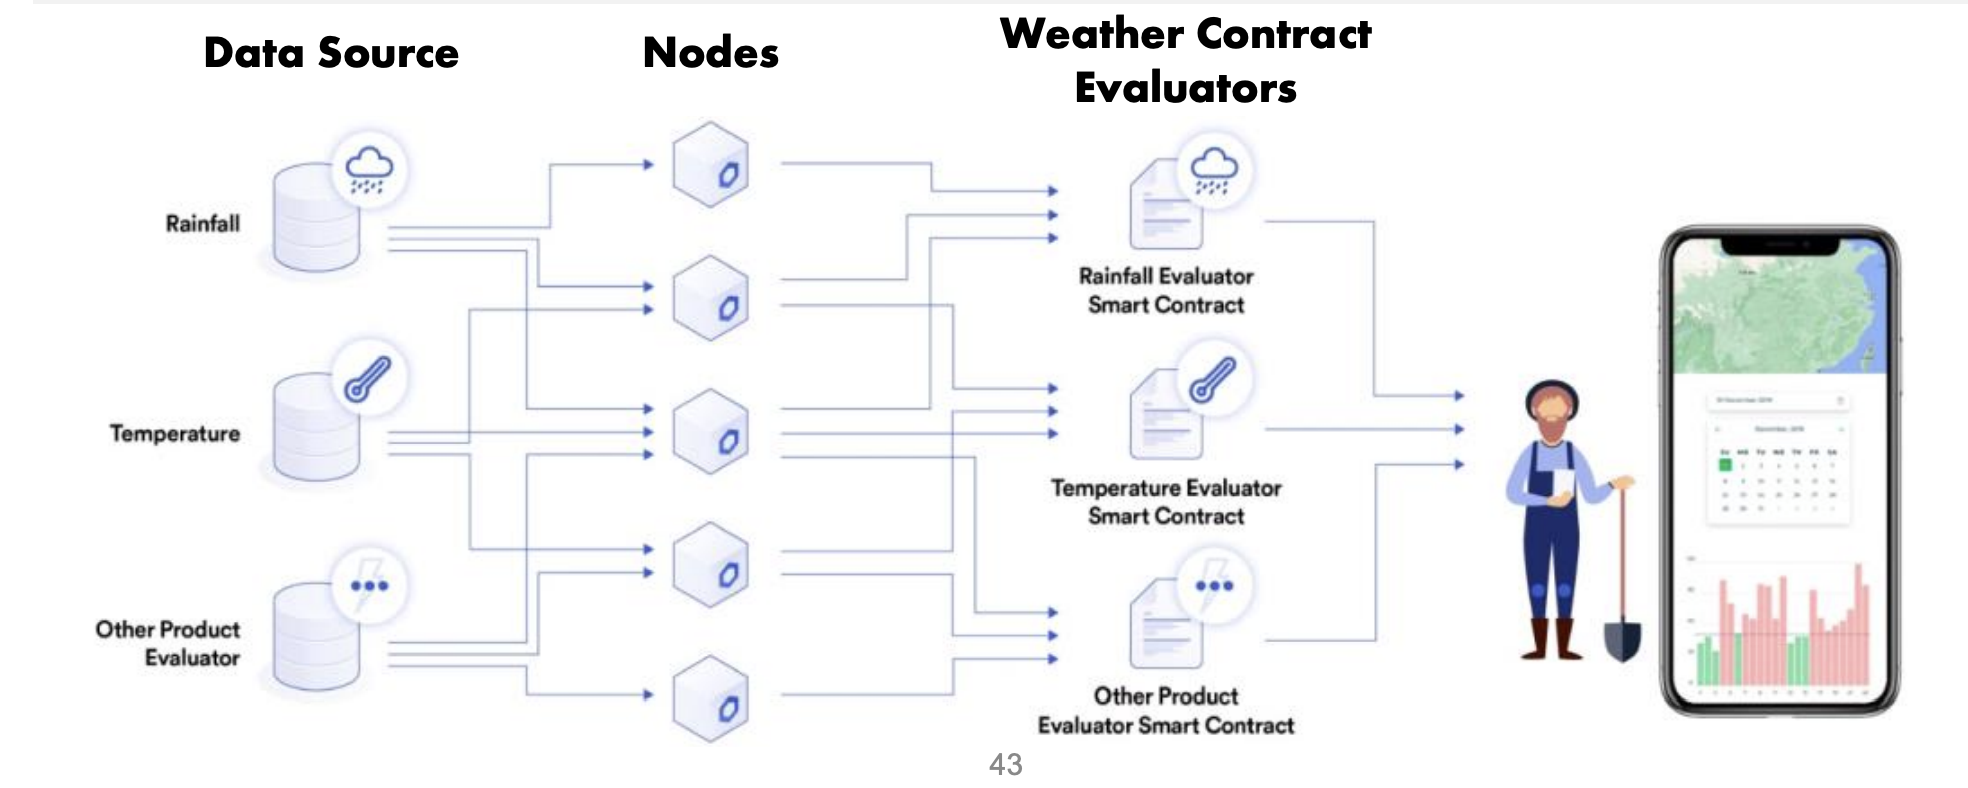 Data Source
Nodes
Weather Contract
Evaluators
Rainfall
Temperature
Other Product
Evaluator
Rainfall Evaluator
Smart Contract
Temperature Evaluator
Smart Contract
Other Product
Evaluator Smart Contract
43